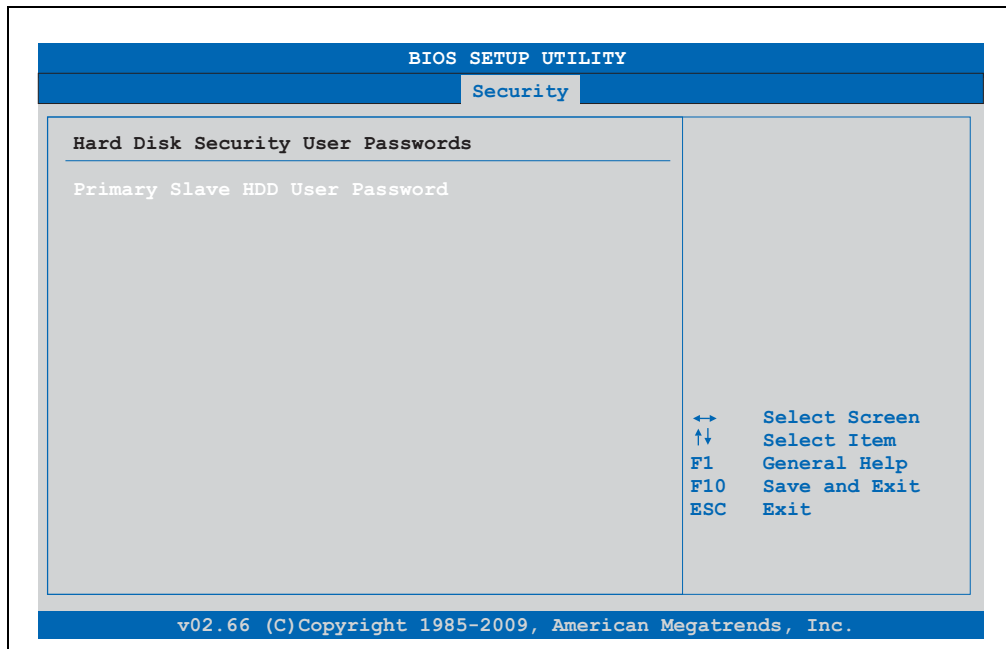 BIOS SETUP UTILITY
Security
Hard Disk Security User Passwords
Primary Slave HDD User Password
↔ Select Screen
↑↓ Select Item
F1 General Help
F10 Save and Exit
ESC Exit
v02.66 (C)Copyright 1985-2009, American Megatrends, Inc.